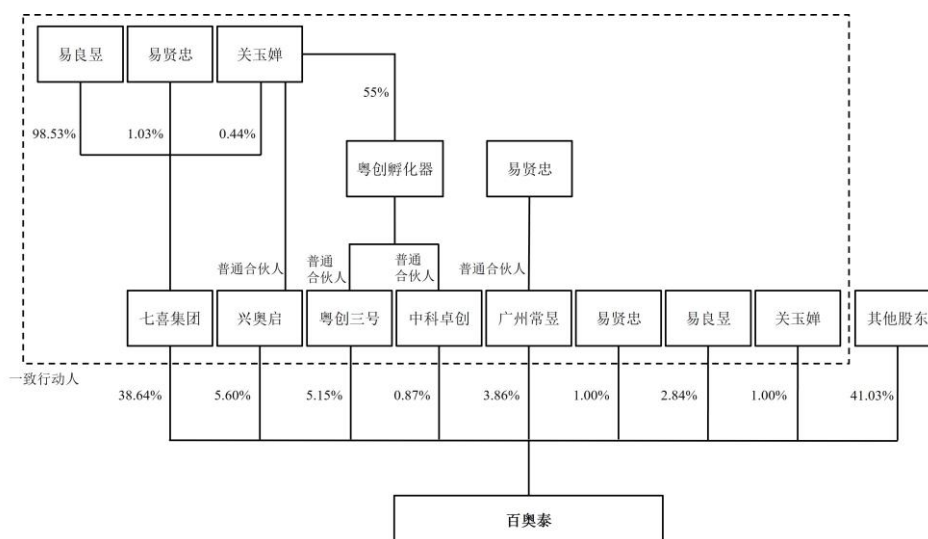 易良昱
易贤忠
关玉婵
55%
98.53%
1.03%
0.44%
粤创孵化器
易贤忠
普通合伙人
普通
合伙人
普通
合伙人
普通合伙人
七喜集团
兴奥启
粤创三号
中科卓创
广州常昱
易贤忠
易良昱
关玉婵
其他股东
一致行动人
38.64%
5.60%
5.15%
0.87%
3.86%
1.00%
2.84%
1.00%
41.03%
百奥泰